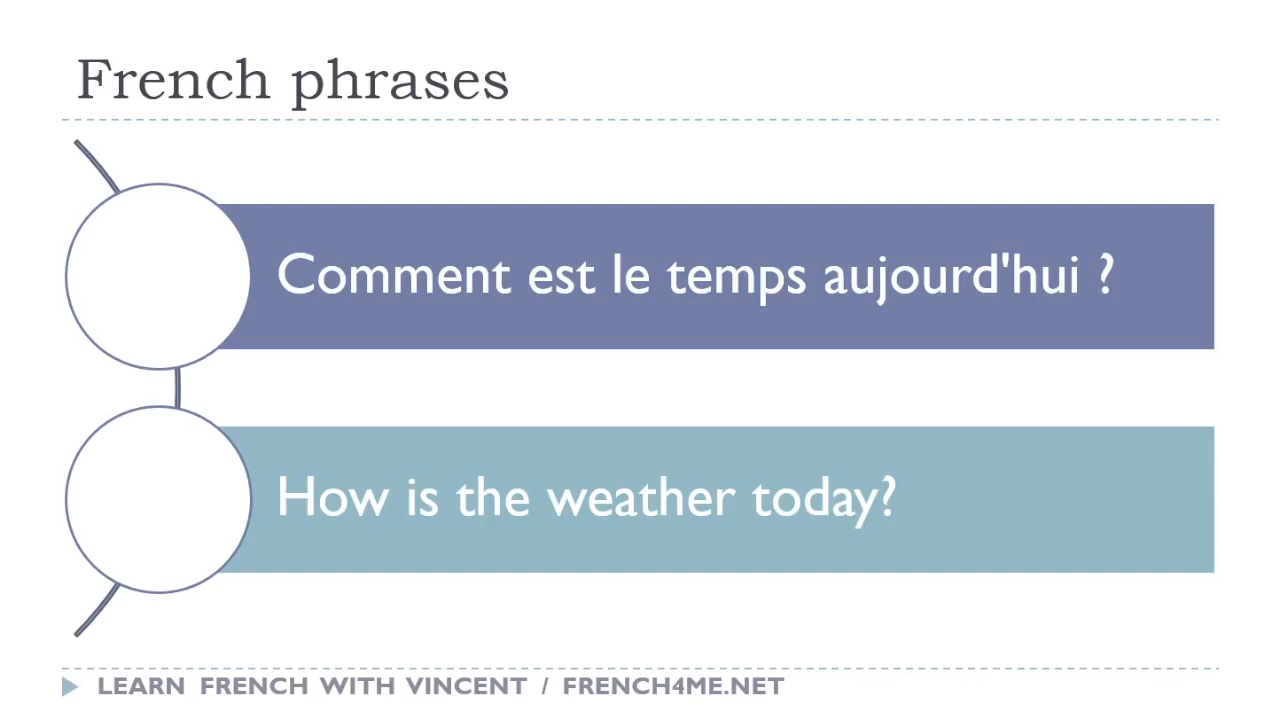 French phrases
Comment est le temps aujourd'hui ?
How is the weather today?
LEARN FRENCH WITH VINCENT / FRENCH4ME.NET